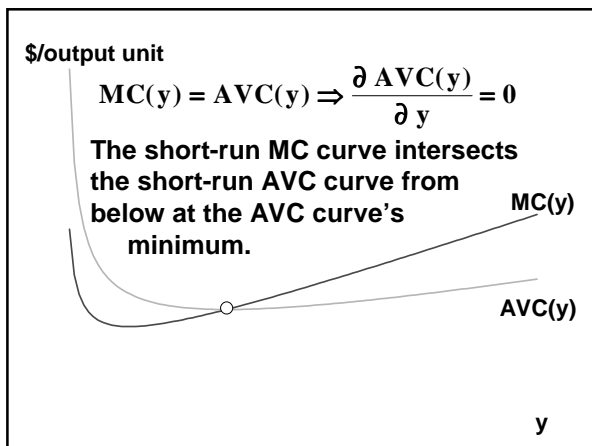 $/output unit
MC(y) = AVC(y) ⇒ ∂ AVC(y) / ∂ y = 0
The short-run MC curve intersects
the short-run AVC curve from
below at the AVC curve's
minimum.
MC(y)
AVC(y)
y